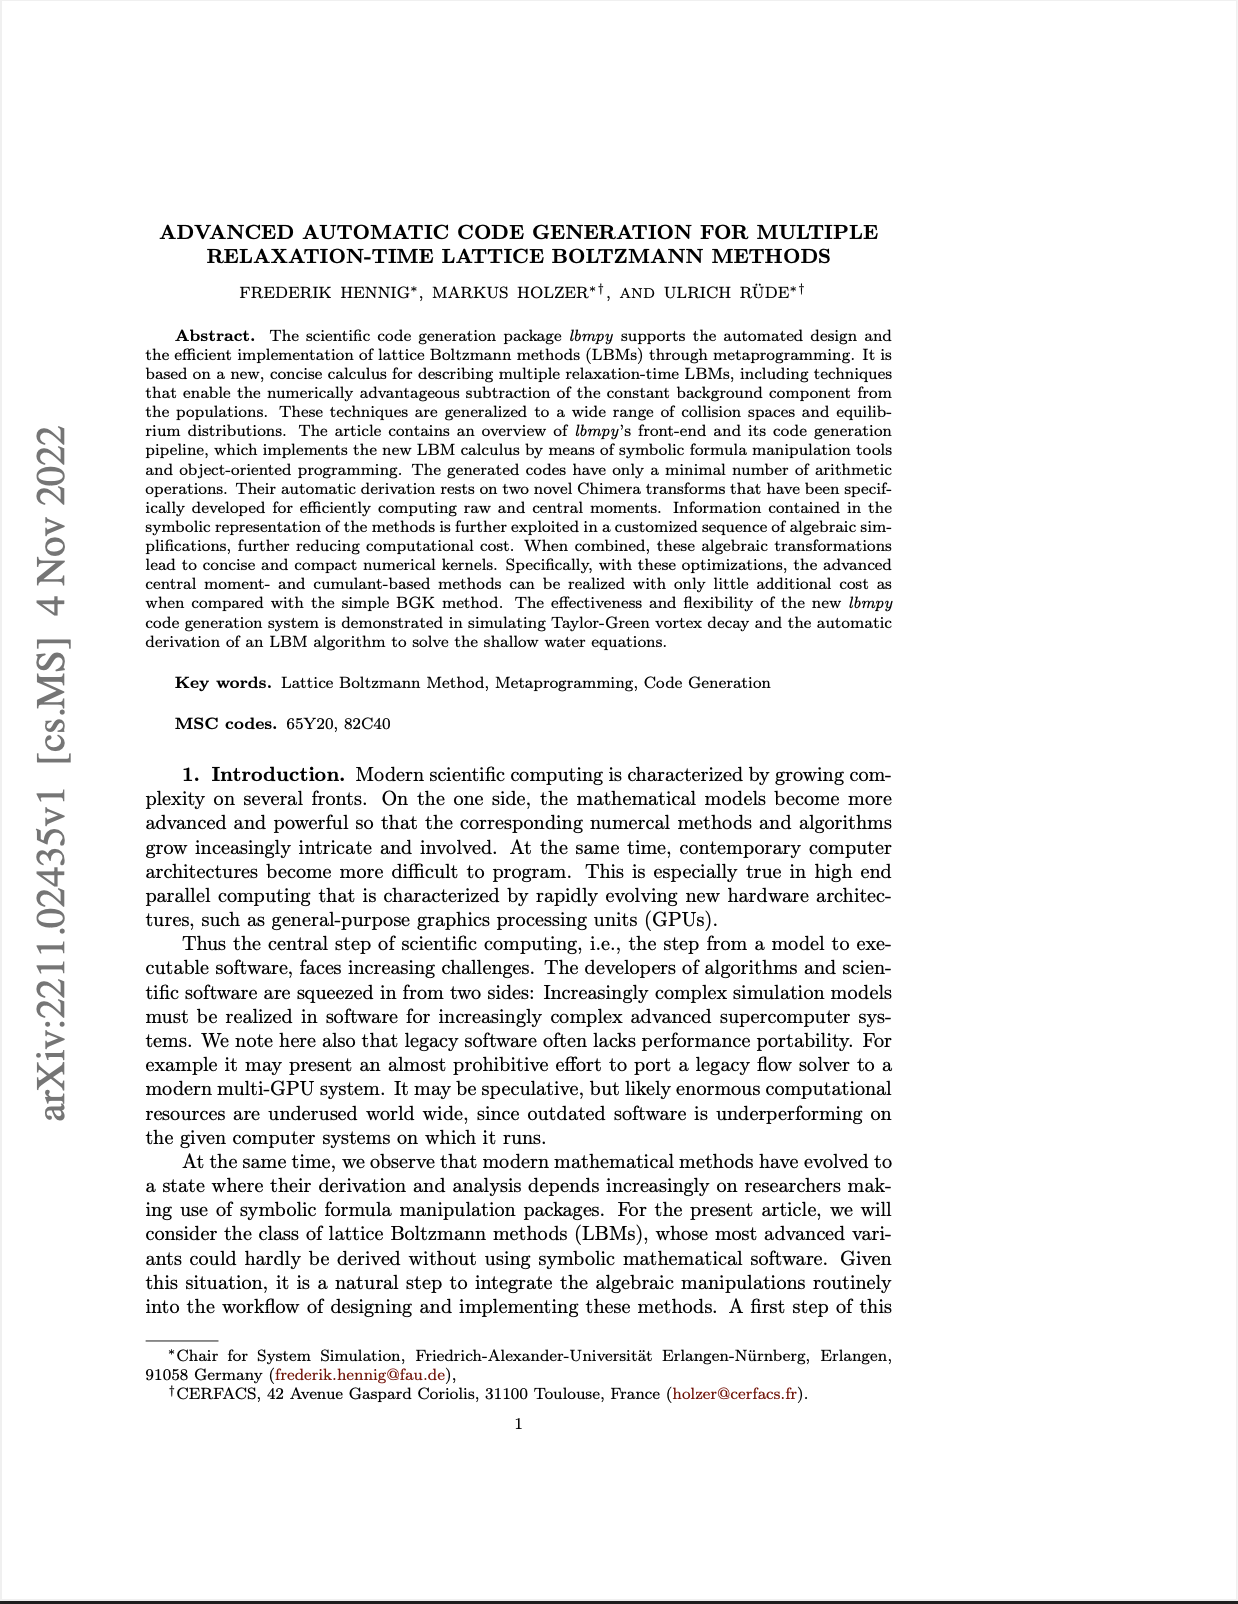 ADVANCED AUTOMATIC CODE GENERATION FOR MULTIPLE
RELAXATION-TIME LATTICE BOLTZMANN METHODS
FREDERIK HENNIG*, MARKUS HOLZER*†, AND ULRICH RÜDE*†
Abstract. The scientific code generation package lbmpy supports the automated design and
the efficient implementation of lattice Boltzmann methods (LBMs) through metaprogramming. It is
based on a new, concise calculus for describing multiple relaxation-time LBMs, including techniques
that enable the numerically advantageous subtraction of the constant background component from
the populations. These techniques are generalized to a wide range of collision spaces and equilib-
rium distributions. The article contains an overview of lbmpy's front-end and its code generation
pipeline, which implements the new LBM calculus by means of symbolic formula manipulation tools
and object-oriented programming. The generated codes have only a minimal number of arithmetic
operations. Their automatic derivation rests on two novel Chimera transforms that have been specif-
ically developed for efficiently computing raw and central moments. Information contained in the
symbolic representation of the methods is further exploited in a customized sequence of algebraic sim-
plifications, further reducing computational cost. When combined, these algebraic transformations
lead to concise and compact numerical kernels. Specifically, with these optimizations, the advanced
central moment- and cumulant-based methods can be realized with only little additional cost as
when compared with the simple BGK method. The effectiveness and flexibility of the new lbmpy
code generation system is demonstrated in simulating Taylor-Green vortex decay and the automatic
derivation of an LBM algorithm to solve the shallow water equations.
Key words. Lattice Boltzmann Method, Metaprogramming, Code Generation
MSC codes. 65Y20, 82C40
1. Introduction. Modern scientific computing is characterized by growing com-
plexity on several fronts. On the one side, the mathematical models become more
advanced and powerful so that the corresponding numercal methods and algorithms
grow inceasingly intricate and involved. At the same time, contemporary computer
architectures become more difficult to program. This is especially true in high end
parallel computing that is characterized by rapidly evolving new hardware architec-
tures, such as general-purpose graphics processing units (GPUs).
Thus the central step of scientific computing, i.e., the step from a model to exe-
cutable software, faces increasing challenges. The developers of algorithms and scien-
tific software are squeezed in from two sides: Increasingly complex simulation models
must be realized in software for increasingly complex advanced supercomputer sys-
tems. We note here also that legacy software often lacks performance portability. For
example it may present an almost prohibitive effort to port a legacy flow solver to a
modern multi-GPU system. It may be speculative, but likely enormous computational
resources are underused world wide, since outdated software is underperforming on
the given computer systems on which it runs.
At the same time, we observe that modern mathematical methods have evolved to
a state where their derivation and analysis depends increasingly on researchers mak-
ing use of symbolic formula manipulation packages. For the present article, we will
consider the class of lattice Boltzmann methods (LBMs), whose most advanced vari-
ants could hardly be derived without using symbolic mathematical software. Given
this situation, it is a natural step to integrate the algebraic manipulations routinely
into the workflow of designing and implementing these methods. A first step of this
*Chair for System Simulation, Friedrich-Alexander-Universität Erlangen-Nürnberg, Erlangen,
91058 Germany (frederik.hennig@fau.de),
†CERFACS, 42 Avenue Gaspard Coriolis, 31100 Toulouse, France (holzer@cerfacs.fr).
1
arXiv:2211.02435v1 [cs.MS] 4 Nov 2022